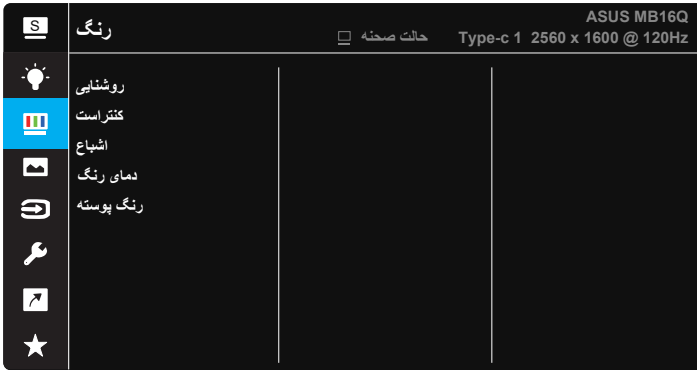 S
رنگ
ASUS MB16Q
حالت صحنه
Type-c 1 2560 x 1600 @ 120Hz
روشنایی
کنتراست
اشباع
دمای رنگ
رنگ پوسته